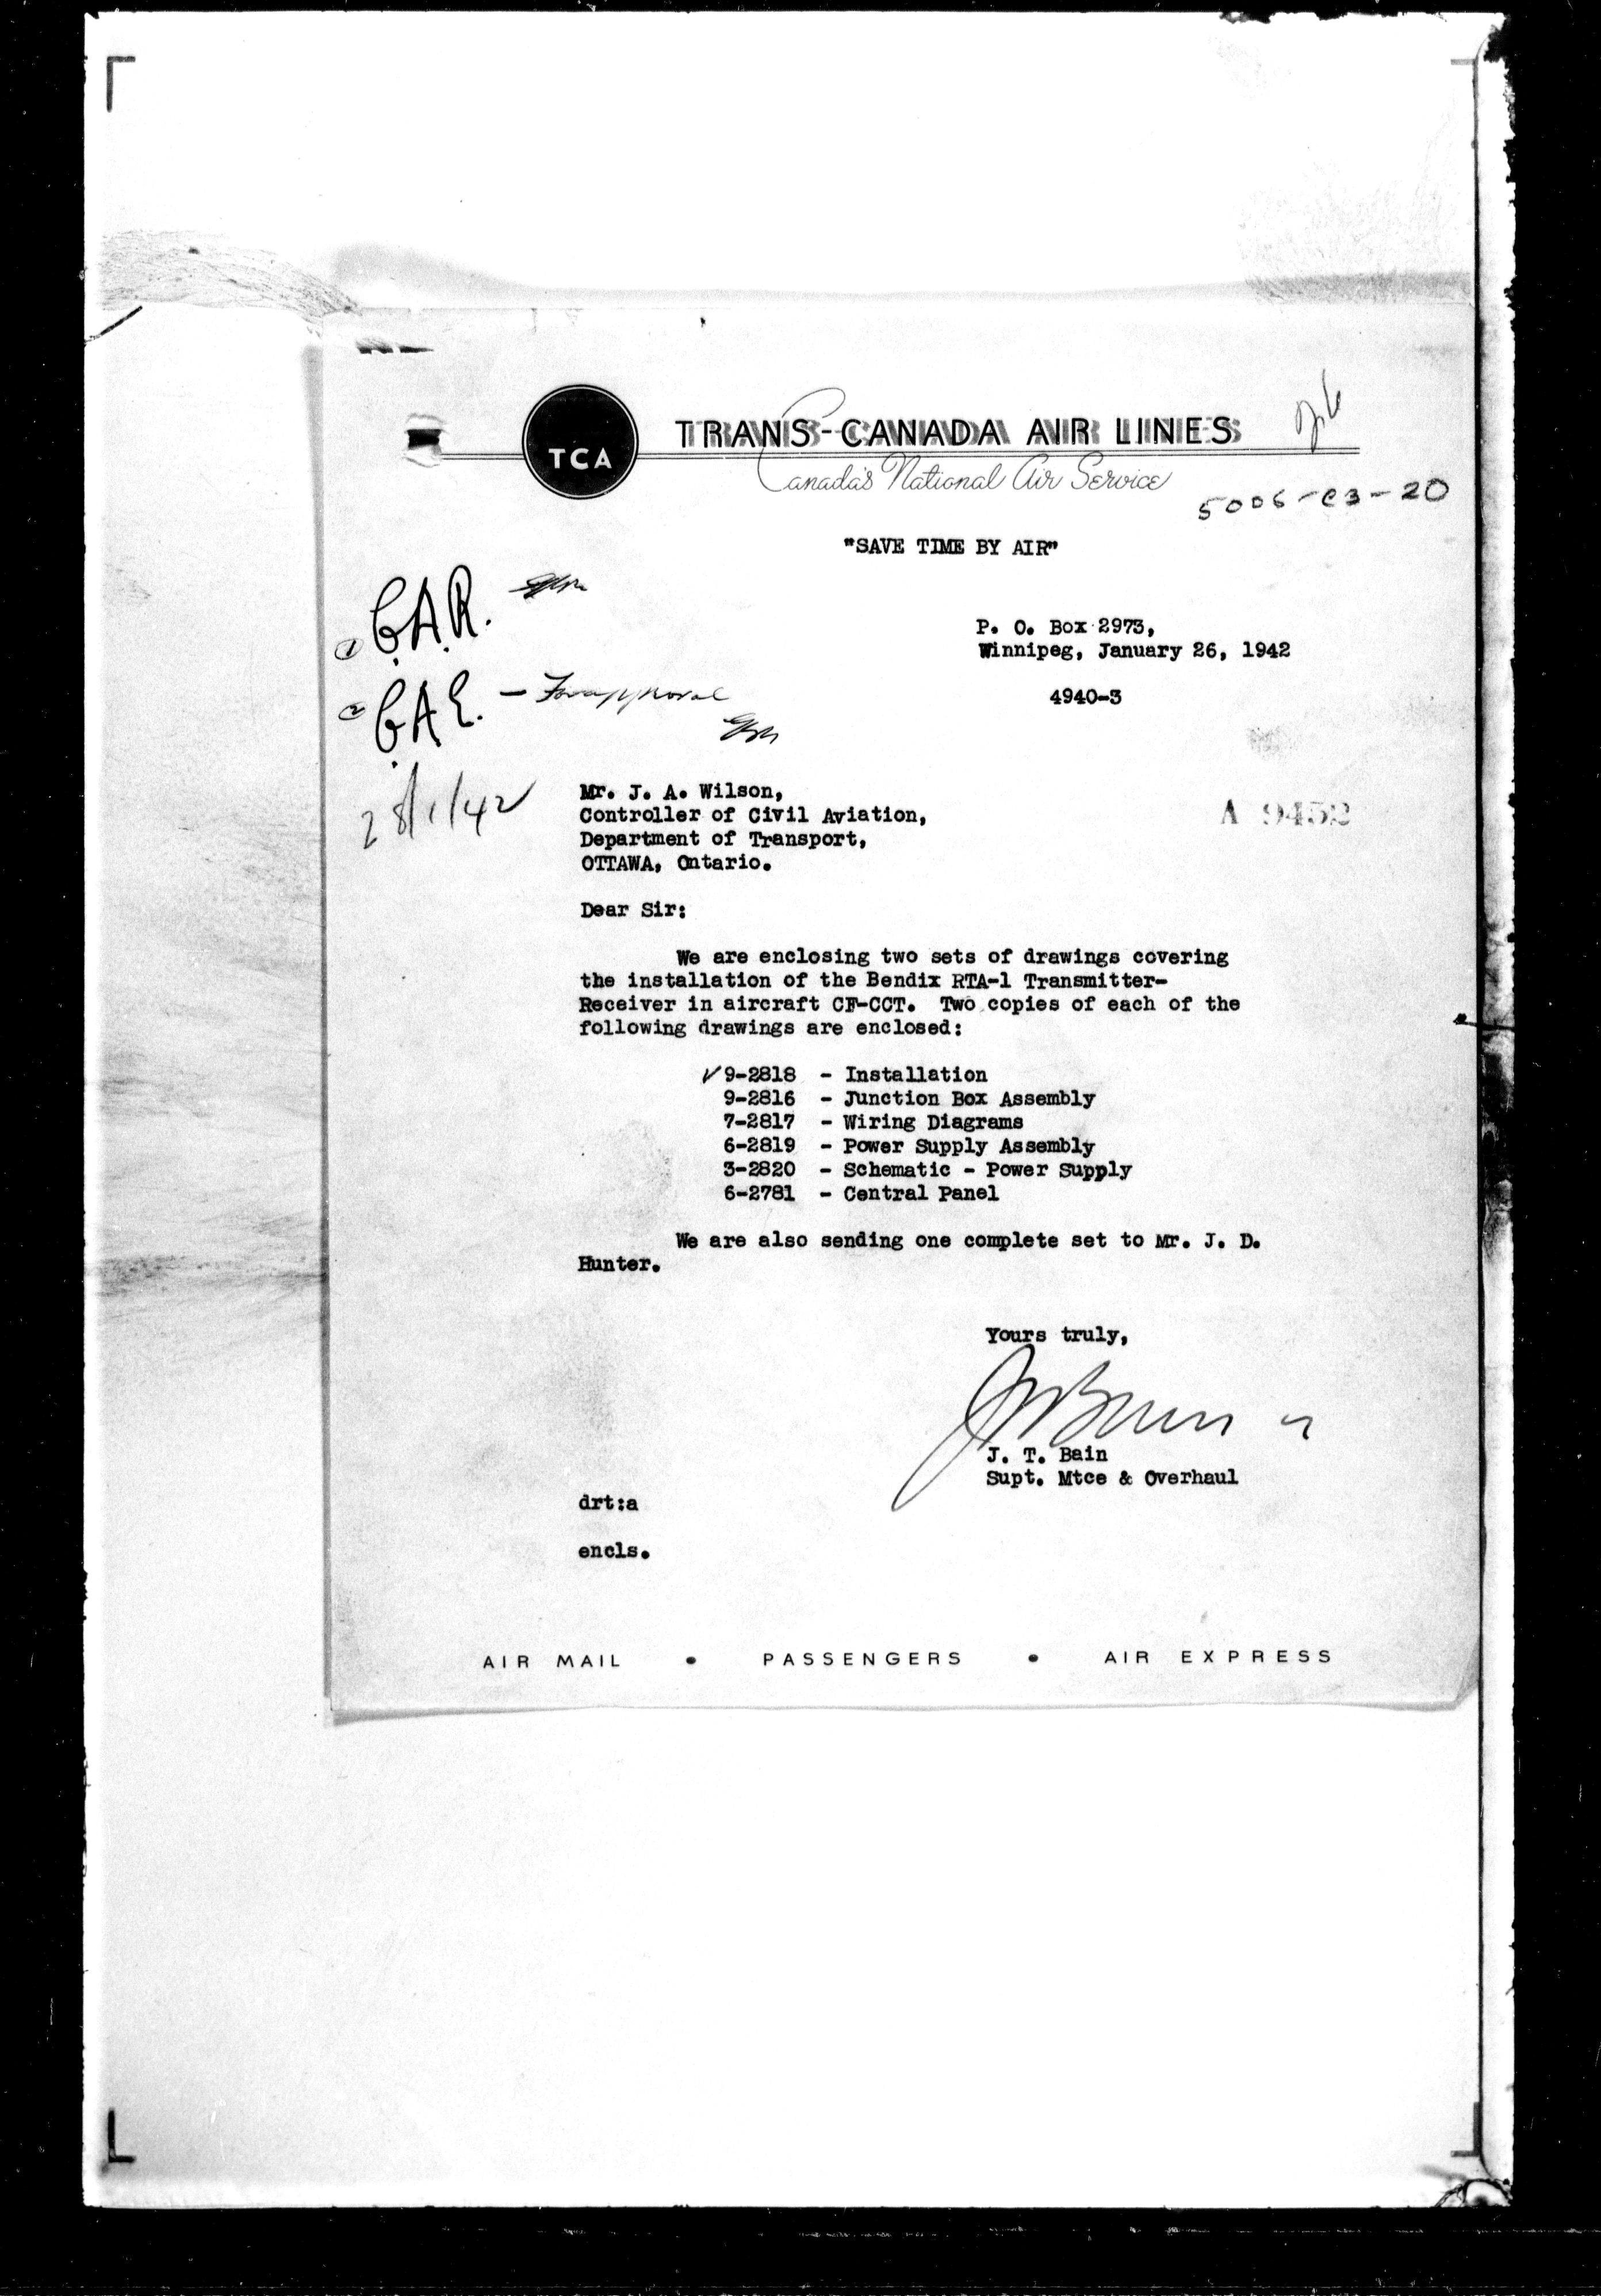 TCA
TRANS-CANADA AIR LINES
Canada's National Air Service
5006-C3-20
"SAVE TIME BY AIR"
① C.A.R.
P. O. Box 2973,
Winnipeg, January 26, 1942
② C.A.E. - For approval
4940-3
28/1/42
Mr. J. A. Wilson,
Controller of Civil Aviation,
Department of Transport,
OTTAWA, Ontario.
A 9452
Dear Sir:
We are enclosing two sets of drawings covering
the installation of the Bendix RTA-1 Transmitter-
Receiver in aircraft CF-CCT. Two copies of each of the
following drawings are enclosed:
✓ 9-2818 - Installation
9-2816 - Junction Box Assembly
7-2817 - Wiring Diagrams
6-2819 - Power Supply Assembly
3-2820 - Schematic - Power Supply
6-2781 - Central Panel
We are also sending one complete set to Mr. J. D.
Hunter.
Yours truly,
J. T. Bain
Supt. Mtce & Overhaul
drt:a
encls.
AIR MAIL • PASSENGERS • AIR EXPRESS